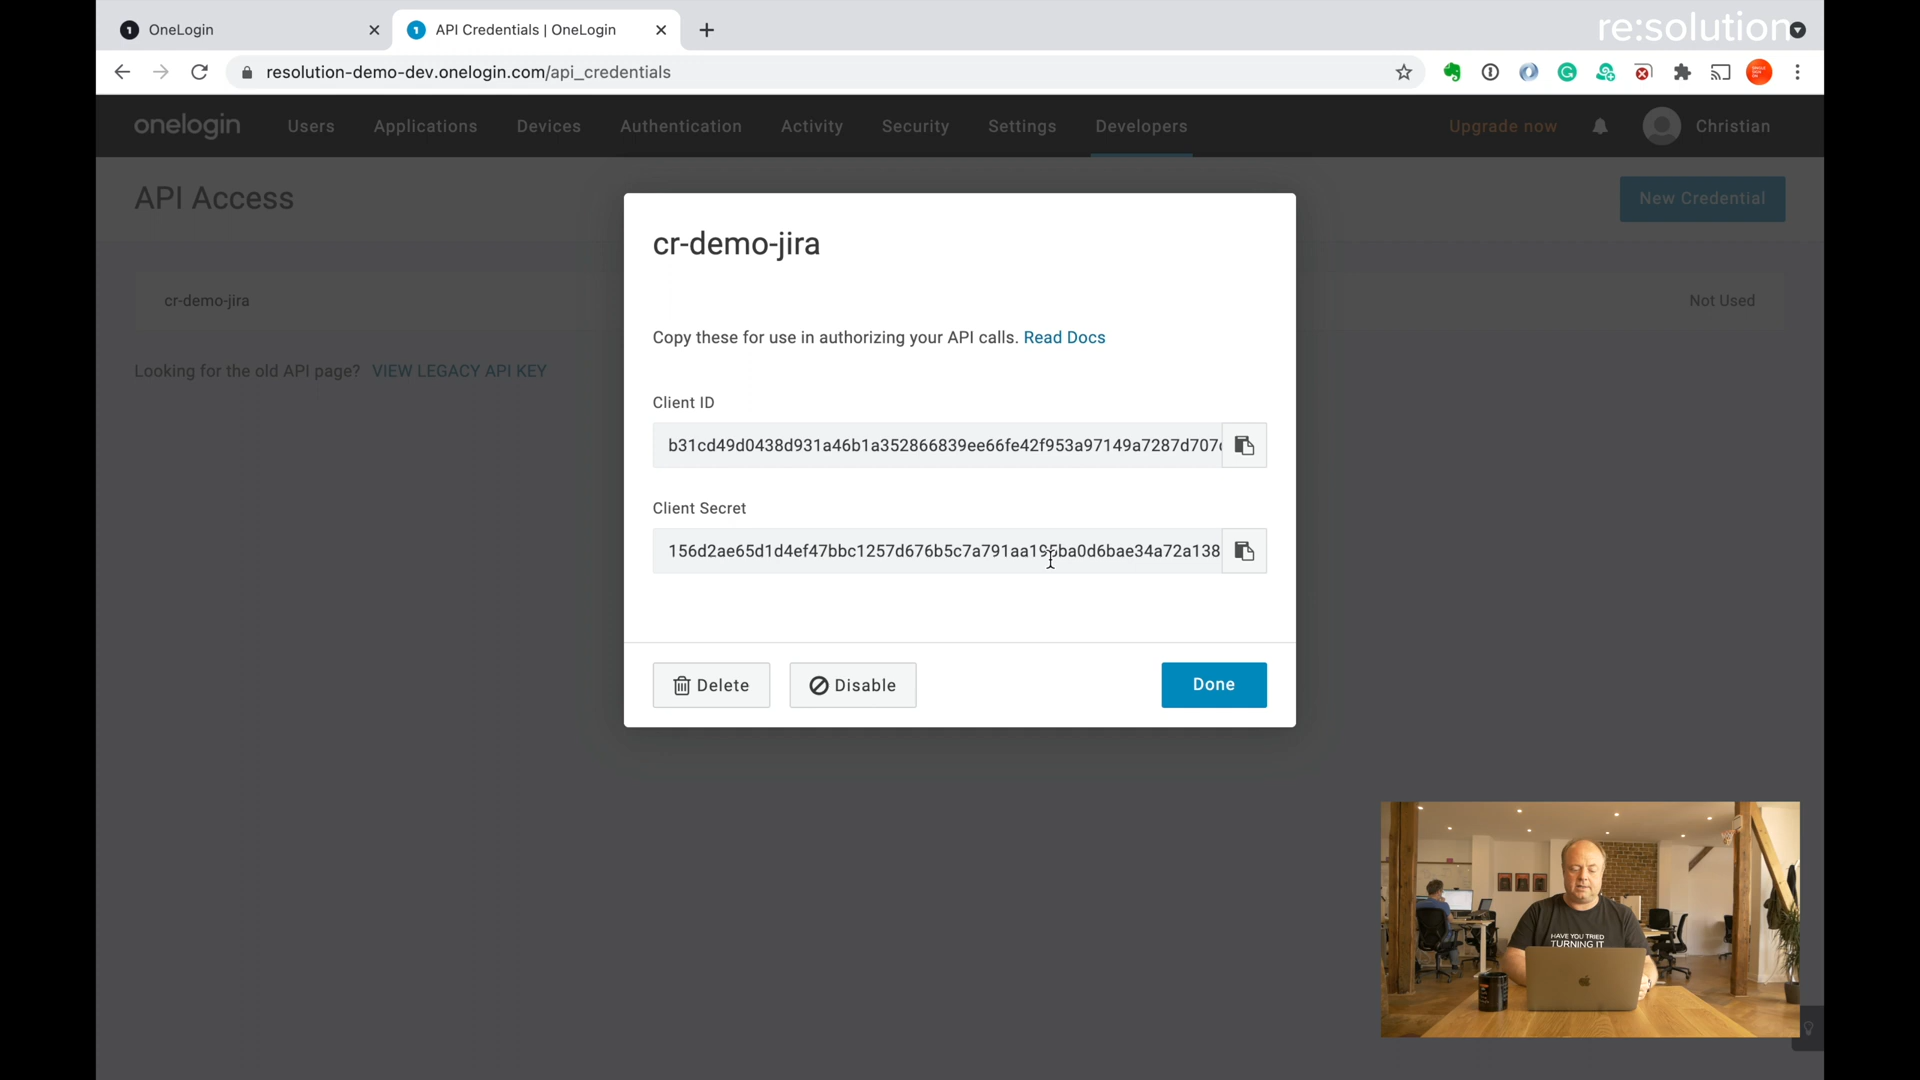 OneLogin
API Credentials | OneLogin
re:solution
resolution-demo-dev.onelogin.com/api_credentials
onelogin
Users
Applications
Devices
Authentication
Activity
Security
Settings
Developers
Upgrade now
Christian
API Access
New Credential
cr-demo-jira
cr-demo-jira
Not Used
Copy these for use in authorizing your API calls. Read Docs
Looking for the old API page? VIEW LEGACY API KEY
Client ID
b31cd49d0438d931a46b1a352866839ee66fe42f953a97149a7287d707
Client Secret
156d2ae65d1d4ef47bbc1257d676b5c7a791aa195ba0d6bae34a72a138
Delete
Disable
Done
HAVE YOU TRIED
TURNING IT